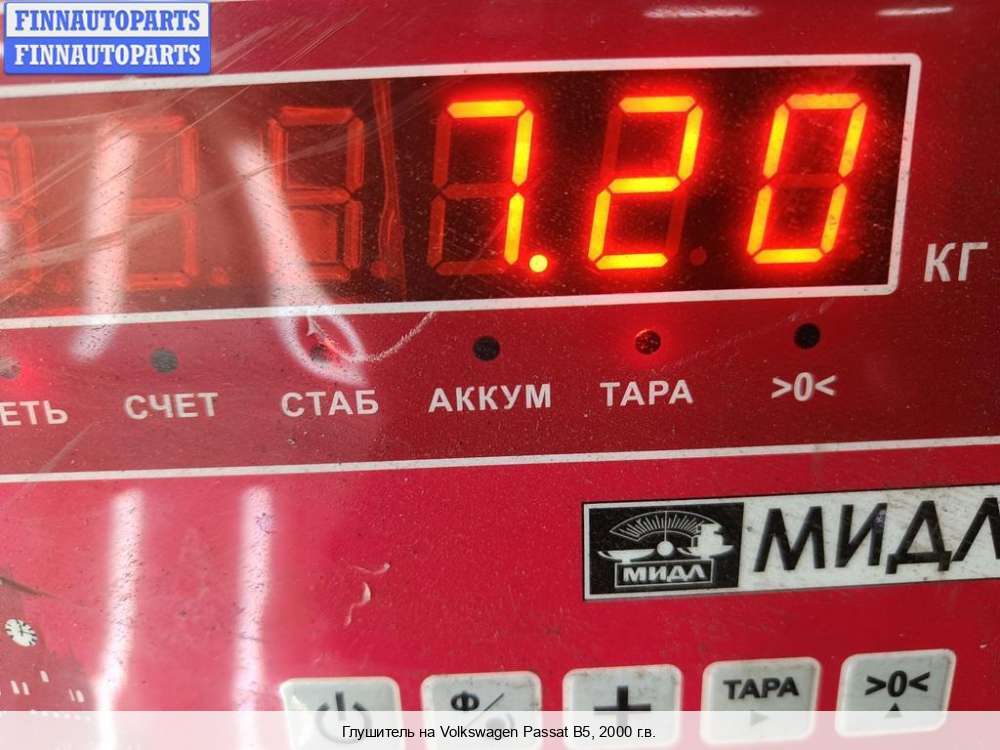 FINNAUTOPARTS
FINNAUTOPARTS
7.20
КГ
ЕТЬ
СЧЕТ
СТАБ
АККУМ
ТАРА
>0<
МИДЛ
МИДЛ
Ф
+
ТАРА
>0<
Глушитель на Volkswagen Passat B5, 2000 г.в.